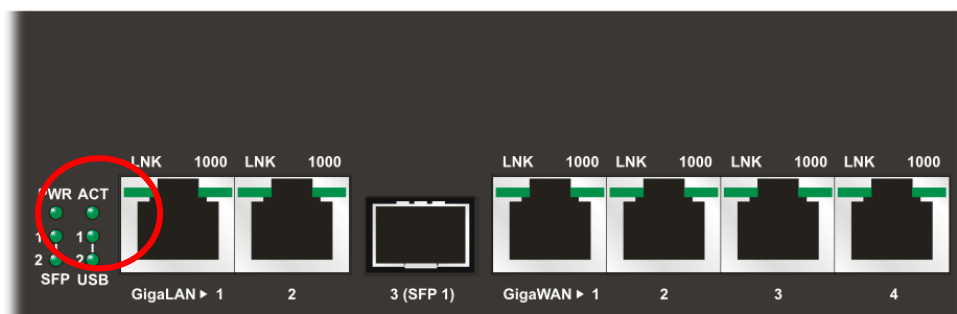 LNK 1000 LNK 1000 LNK 1000 LNK 1000 LNK 1000 LNK 1000
PWR ACT
1 1
2 2
SFP USB
GigaLAN ▶ 1 2 3 (SFP 1) GigaWAN ▶ 1 2 3 4